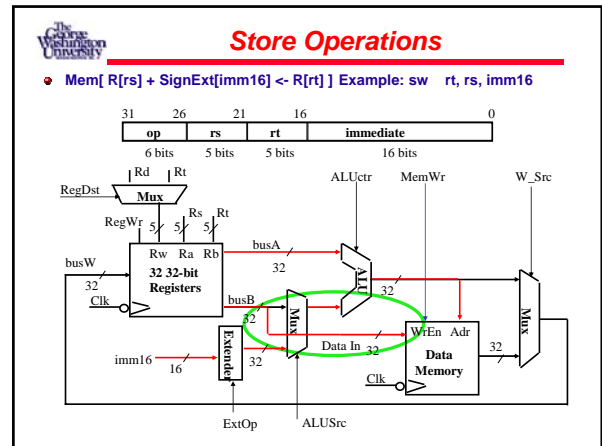 The
George
Washington
University
Store Operations
Mem[ R[rs] + SignExt[imm16] <- R[rt] ] Example: sw rt, rs, imm16
31 26 21 16 0
op rs rt immediate
6 bits 5 bits 5 bits 16 bits
Rd Rt
RegDst
Mux
ALUctr MemWr W_Src
RegWr Rs Rt
5 5 5
busA
Rw Ra Rb
busW
32
32 32-bit
Registers
32
ALU
Clk
busB
32
Mux
32
Mux
WrEn Adr
Data In
32
Data
Memory
32
imm16
16
Extender
32
Clk
ExtOp ALUSrc